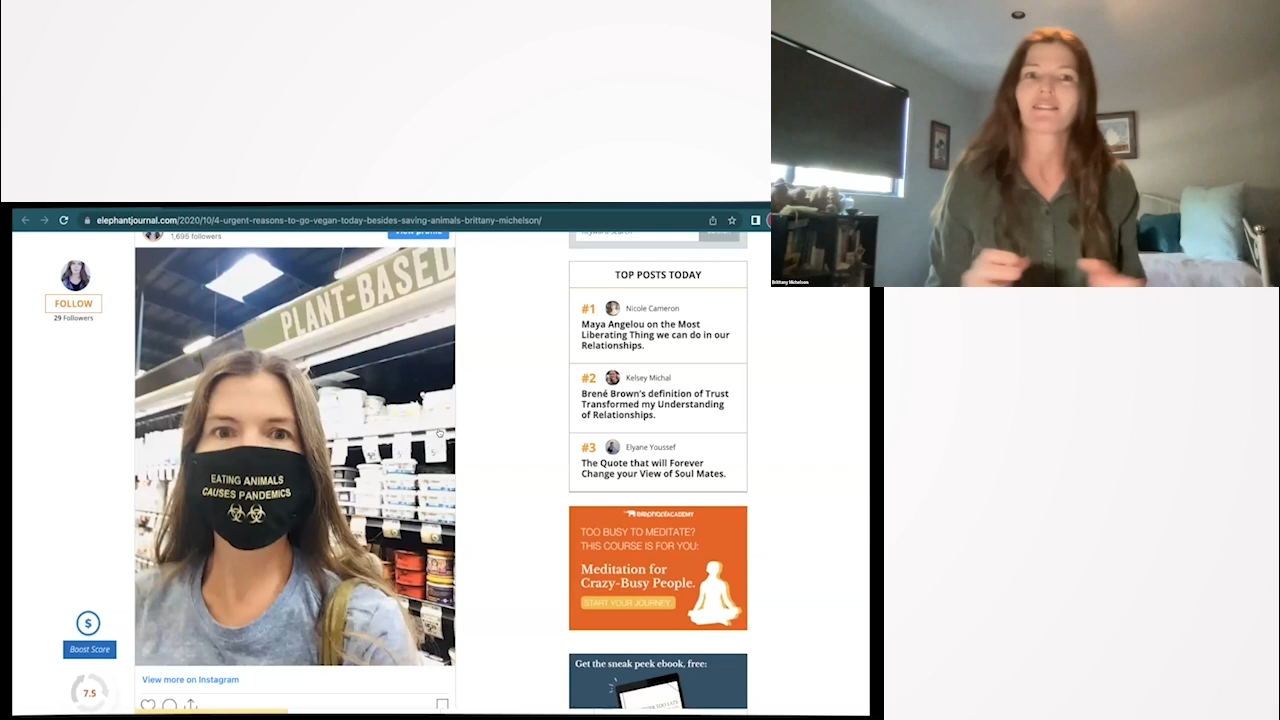 Brittany Michelson
elephantjournal.com/2020/10/4-urgent-reasons-to-go-vegan-today-besides-saving-animals-brittany-michelson/
1,695 followers
View profile
FOLLOW
29 Followers
PLANT-BASED
EATING ANIMALS
CAUSES PANDEMICS
$
Boost Score
7.5
View more on Instagram
TOP POSTS TODAY
#1 Nicole Cameron
Maya Angelou on the Most
Liberating Thing we can do in our
Relationships.
#2 Kelsey Michal
Brené Brown's definition of Trust
Transformed my Understanding
of Relationships.
#3 Elyane Youssef
The Quote that will Forever
Change your View of Soul Mates.
elephantACADEMY
TOO BUSY TO MEDITATE?
THIS COURSE IS FOR YOU:
Meditation for
Crazy-Busy People.
START YOUR JOURNEY
Get the sneak peek ebook, free: